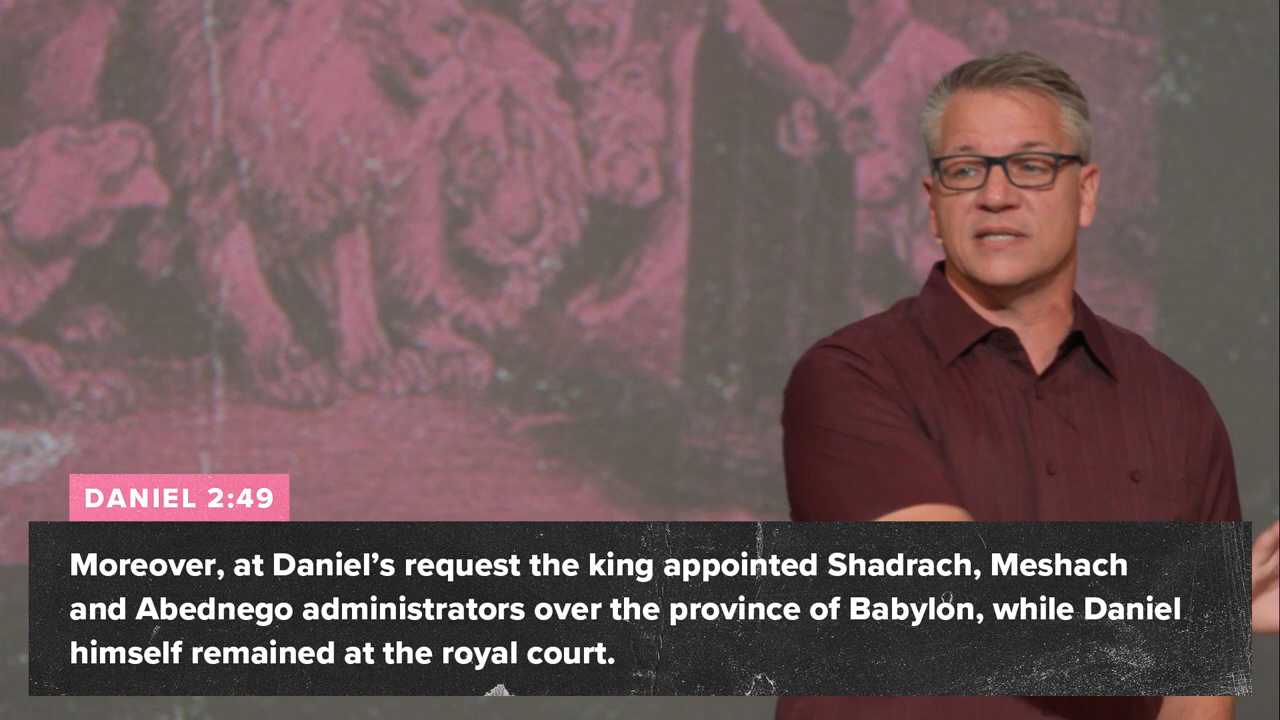 DANIEL 2:49
Moreover, at Daniel’s request the king appointed Shadrach, Meshach
and Abednego administrators over the province of Babylon, while Daniel
himself remained at the royal court.